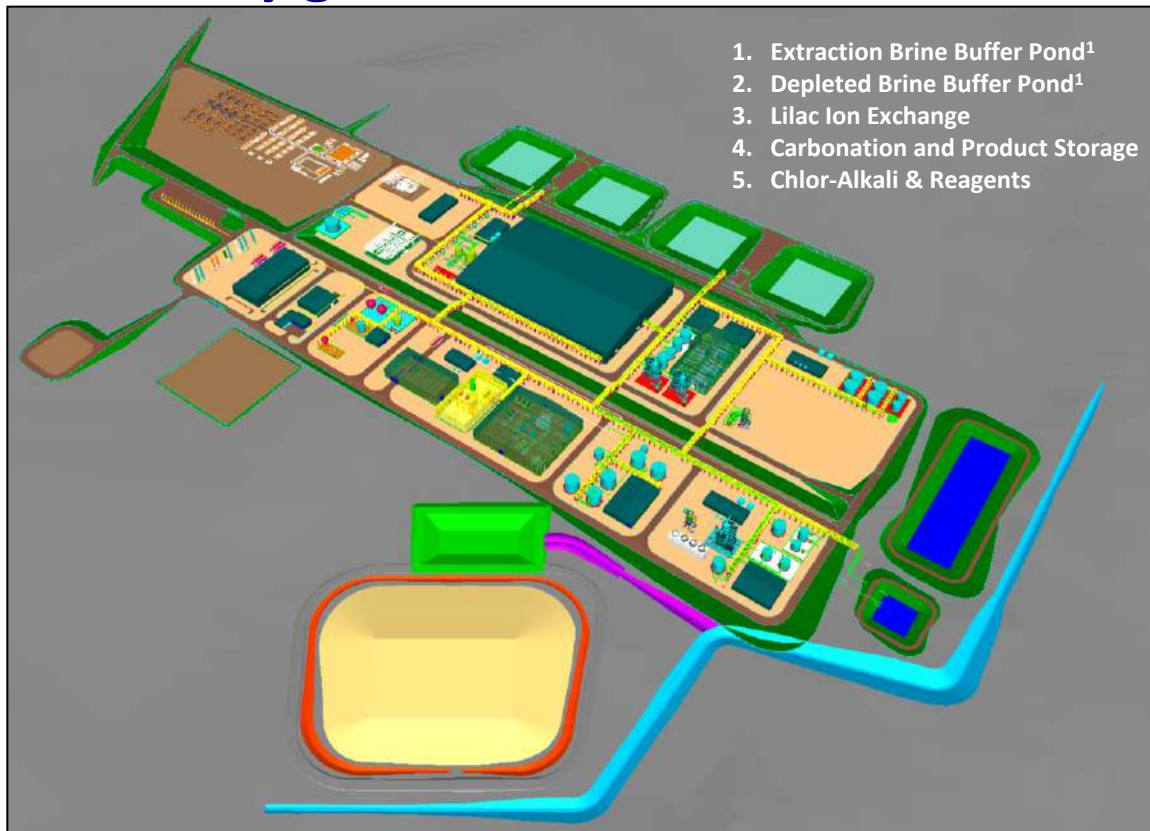 1. Extraction Brine Buffer Pond¹
2. Depleted Brine Buffer Pond¹
3. Lilac Ion Exchange
4. Carbonation and Product Storage
5. Chlor-Alkali & Reagents